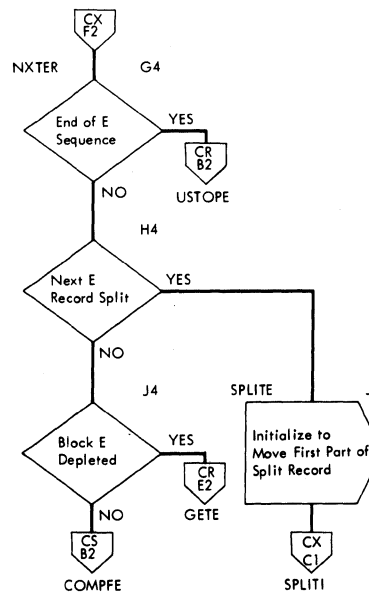 CX
F2
NXTER
G4
End of E
Sequence
YES
CR
B2
USTOPE
NO
H4
Next E
Record Split
YES
NO
J4
SPLITE
Block E
Depleted
YES
CR
E2
GETE
Initialize to
Move First Part of
Split Record
NO
CS
B2
COMPFE
CX
C1
SPLIT1